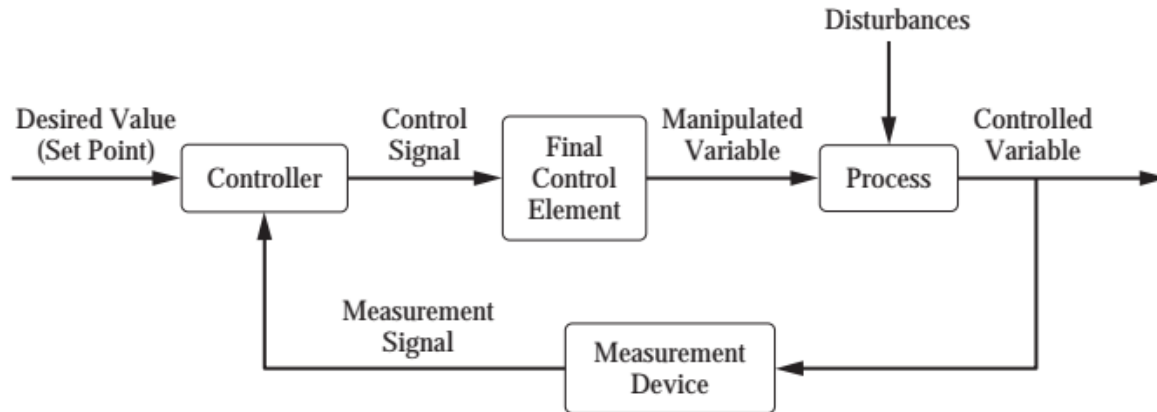 Disturbances
Desired Value
(Set Point)
Control
Signal
Manipulated
Variable
Controlled
Variable
Controller
Final
Control
Element
Process
Measurement
Signal
Measurement
Device